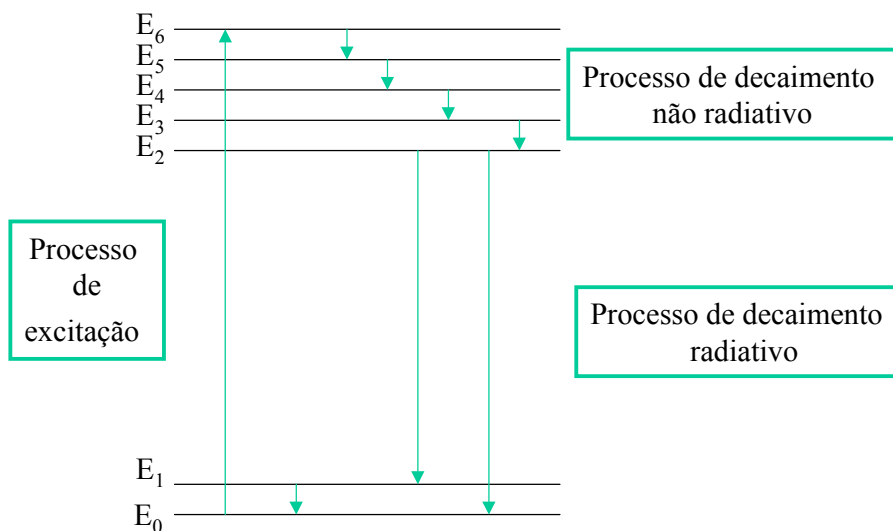 E6
E5
E4
E3
E2
Processo de decaimento
não radiativo
Processo
de
excitação
Processo de decaimento
radiativo
E1
E0